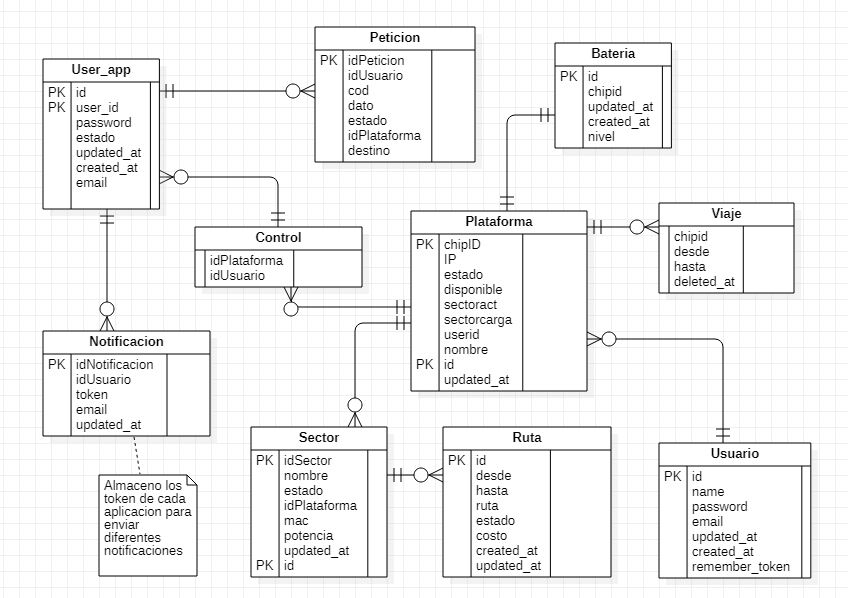 Peticion
PK idPeticion
idUsuario
cod
dato
estado
idPlataforma
destino
Bateria
PK id
chipid
updated_at
created_at
nivel
User_app
PK id
PK user_id
password
estado
updated_at
created_at
email
Control
idPlataforma
idUsuario
Plataforma
PK chipID
IP
estado
disponible
sectoract
sectorcarga
userid
nombre
PK id
updated_at
Viaje
chipid
desde
hasta
deleted_at
Notificacion
PK idNotificacion
idUsuario
token
email
updated_at
Sector
PK idSector
nombre
estado
idPlataforma
mac
potencia
updated_at
PK id
Ruta
PK id
desde
hasta
ruta
estado
costo
created_at
updated_at
Usuario
PK id
name
password
email
updated_at
created_at
remember_token
Almaceno los
token de cada
aplicacion para
enviar
diferentes
notificaciones